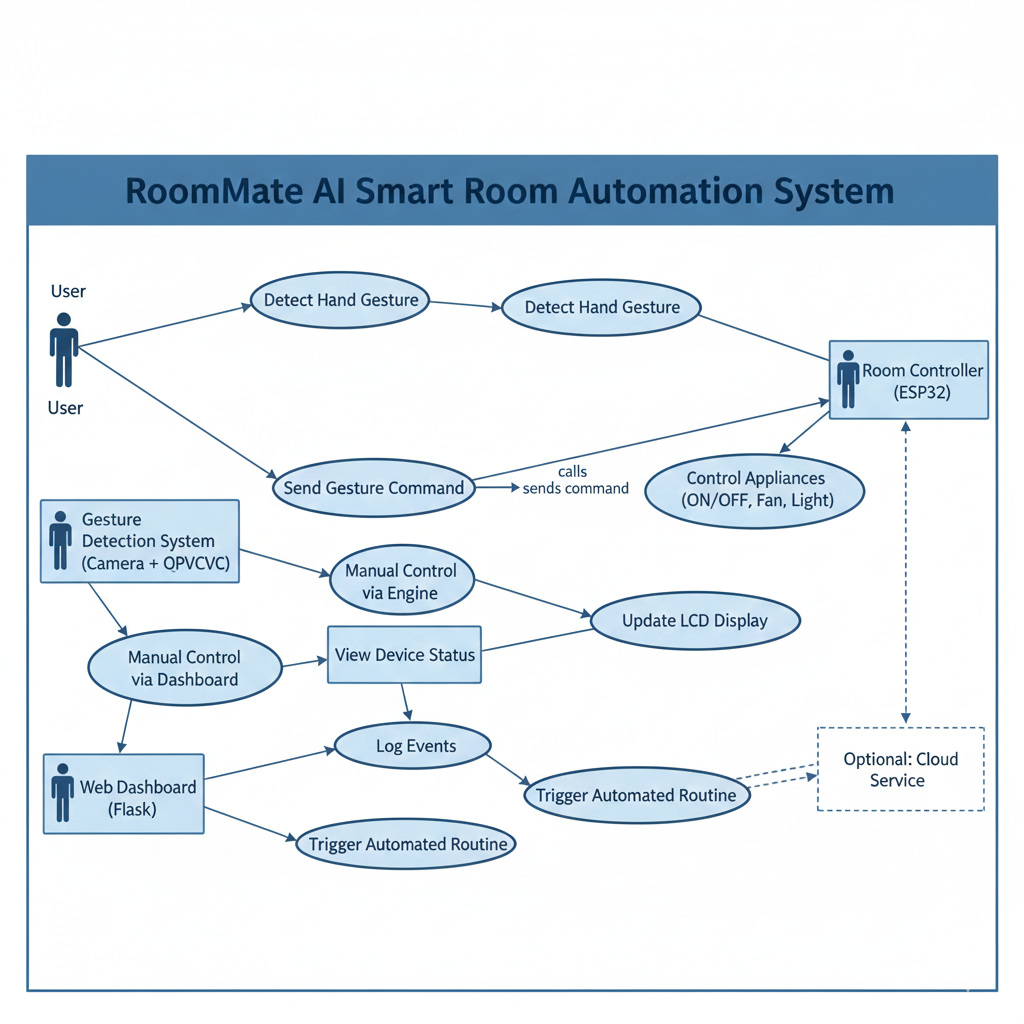 RoomMate AI Smart Room Automation System
User
User
Detect Hand Gesture
Detect Hand Gesture
Room Controller
(ESP32)
Send Gesture Command
calls
sends command
Control Appliances
(ON/OFF, Fan, Light)
Gesture
Detection System
(Camera + QPVCVC)
Manual Control
via Engine
Update LCD Display
Manual Control
via Dashboard
View Device Status
Log Events
Web Dashboard
(Flask)
Trigger Automated Routine
Optional: Cloud
Service
Trigger Automated Routine